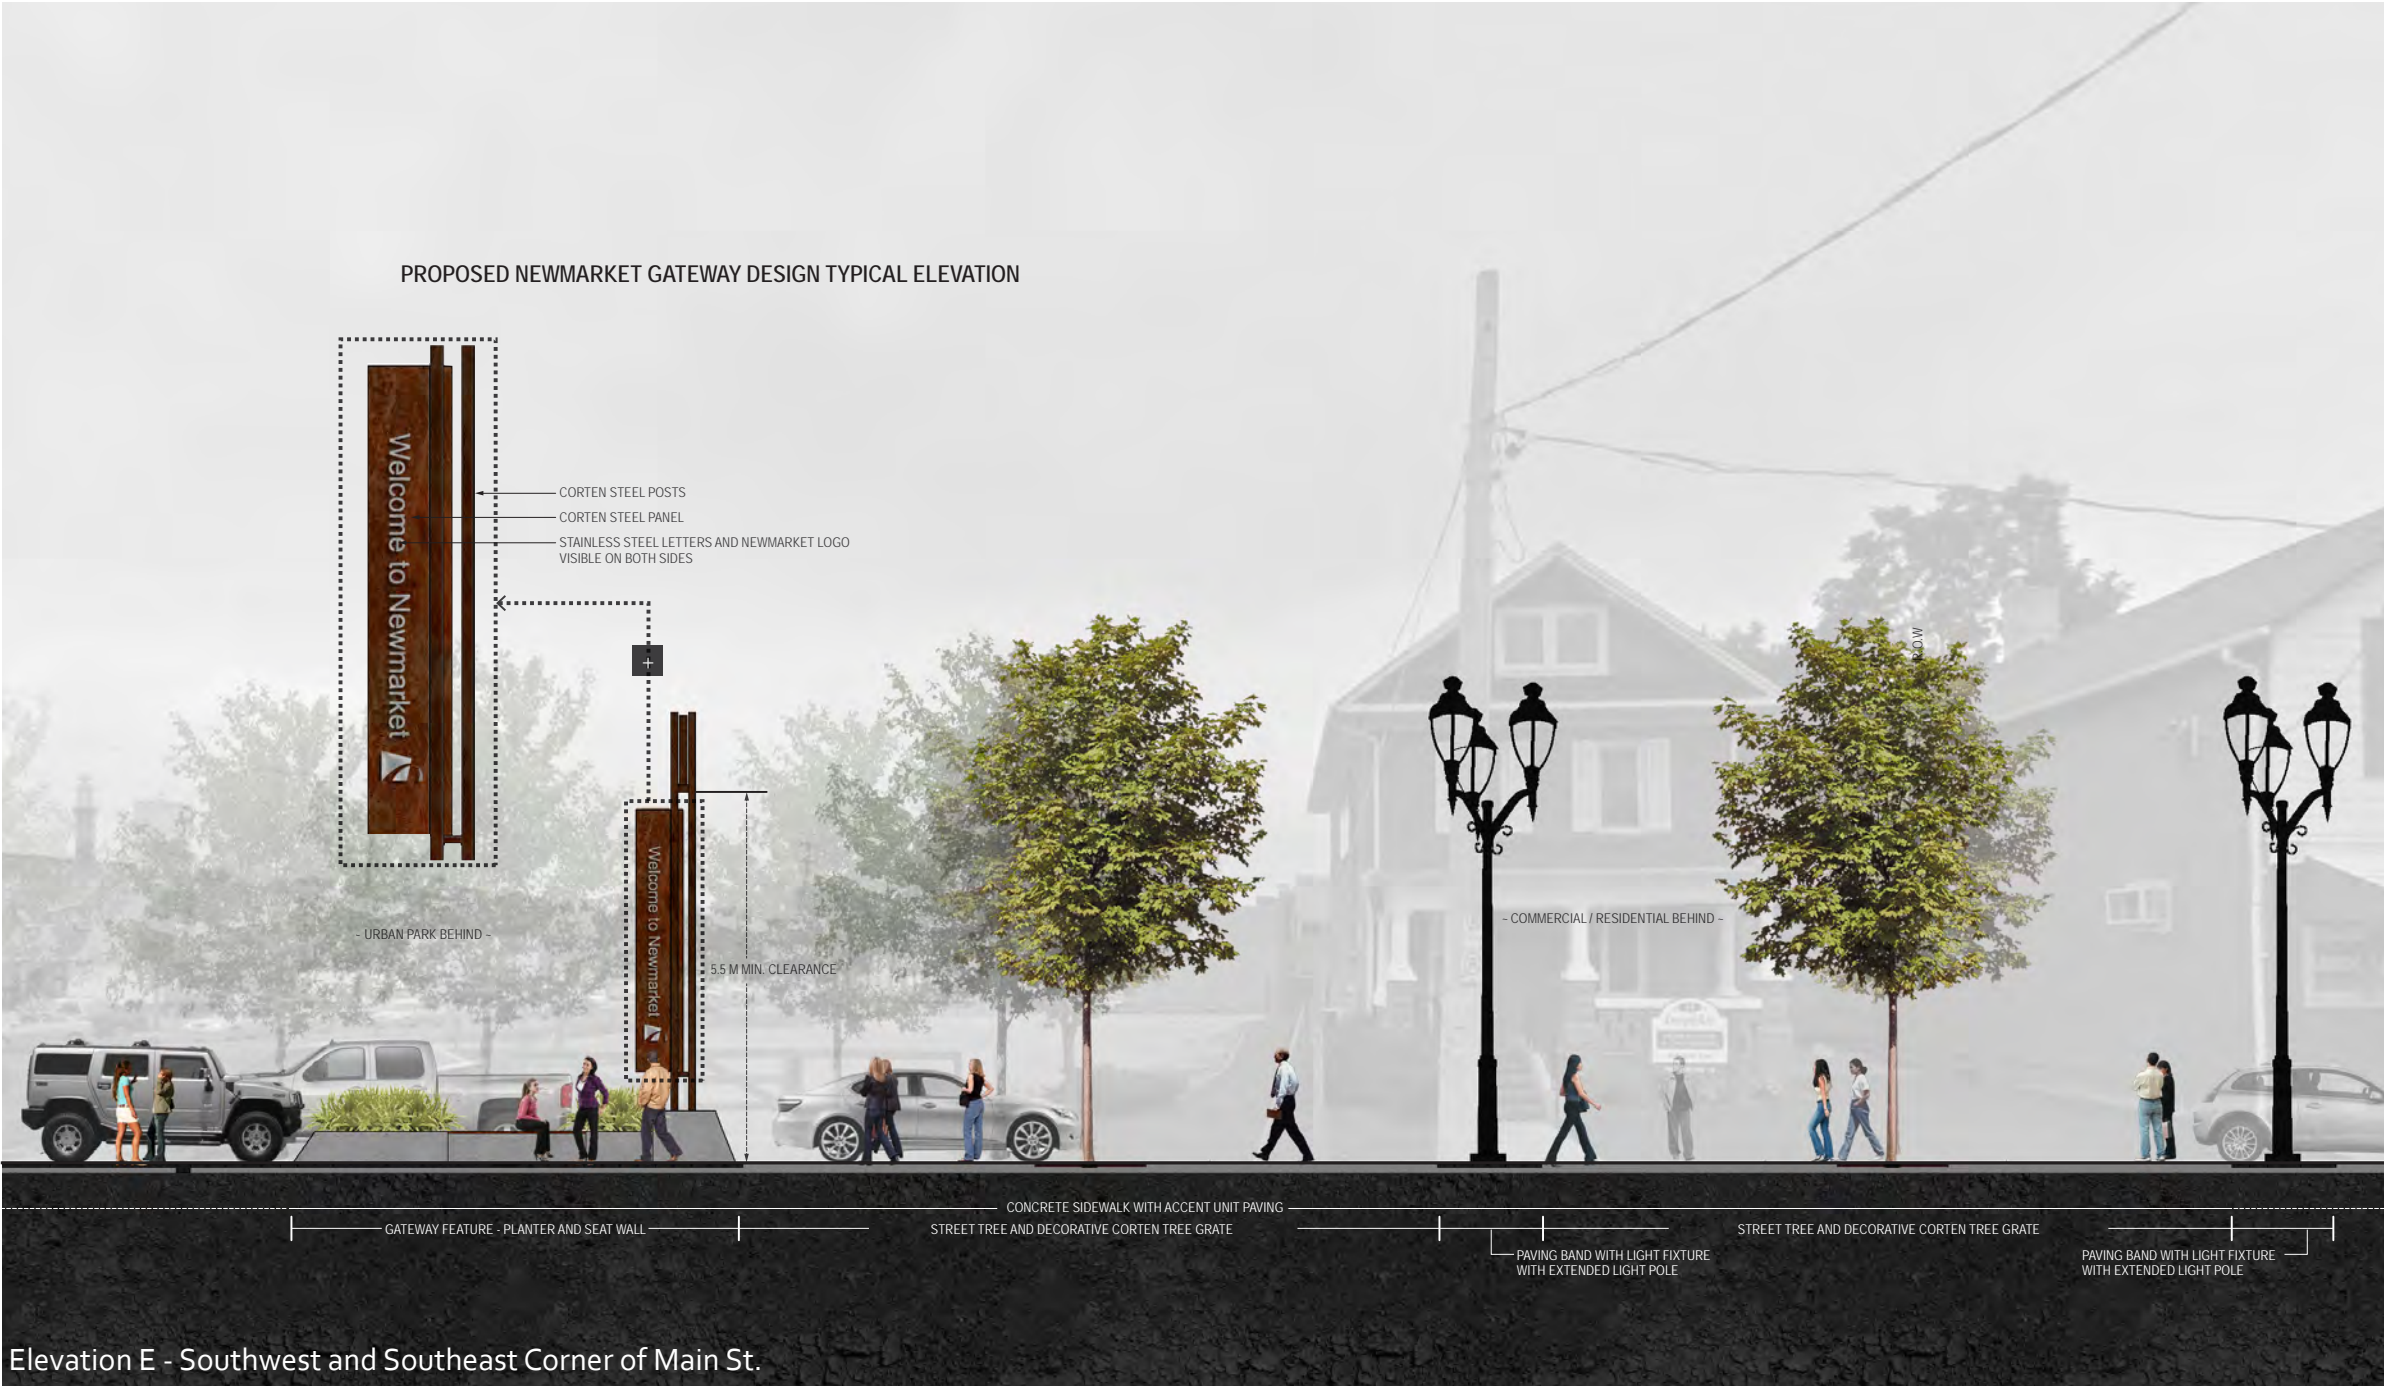 PROPOSED NEWMARKET GATEWAY DESIGN TYPICAL ELEVATION
Welcome to Newmarket
CORTEN STEEL POSTS
CORTEN STEEL PANEL
STAINLESS STEEL LETTERS AND NEWMARKET LOGO
VISIBLE ON BOTH SIDES
R.O.W
Welcome to Newmarket
- URBAN PARK BEHIND -
5.5 M MIN. CLEARANCE
- COMMERCIAL / RESIDENTIAL BEHIND -
CONCRETE SIDEWALK WITH ACCENT UNIT PAVING
GATEWAY FEATURE - PLANTER AND SEAT WALL
STREET TREE AND DECORATIVE CORTEN TREE GRATE
STREET TREE AND DECORATIVE CORTEN TREE GRATE
PAVING BAND WITH LIGHT FIXTURE
WITH EXTENDED LIGHT POLE
PAVING BAND WITH LIGHT FIXTURE
WITH EXTENDED LIGHT POLE
Elevation E - Southwest and Southeast Corner of Main St.